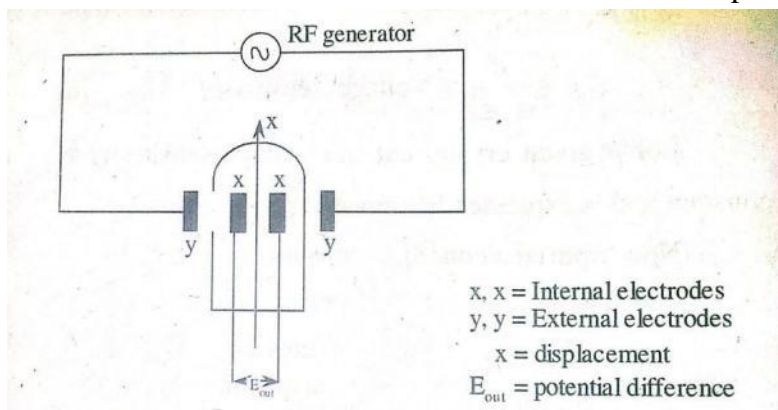 RF generator
x
x x
y y
E out
x, x = Internal electrodes
y, y = External electrodes
x = displacement
E out = potential difference